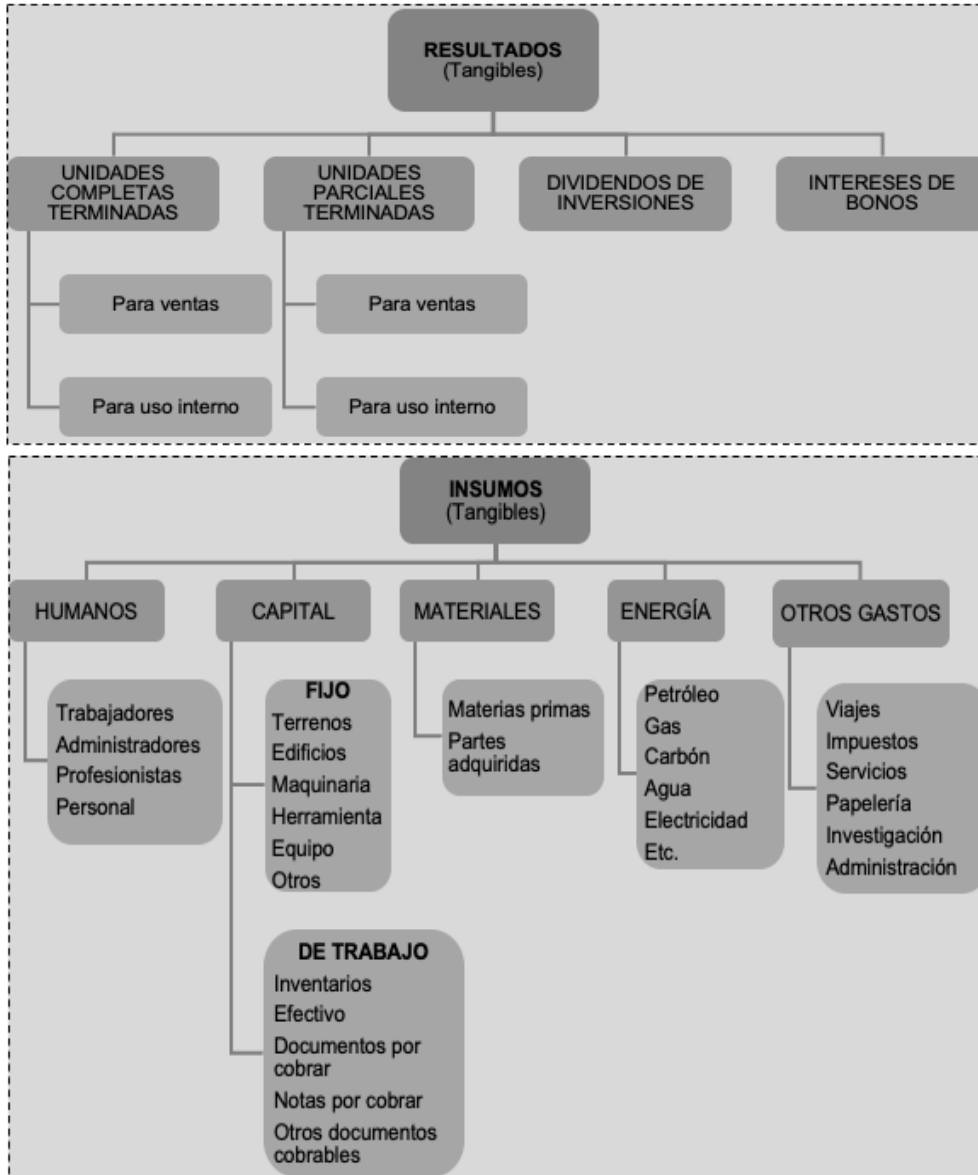 RESULTADOS
(Tangibles)
UNIDADES
COMPLETAS
TERMINADAS
UNIDADES
PARCIALES
TERMINADAS
DIVIDENDOS DE
INVERSIONES
INTERESES DE
BONOS
Para ventas
Para ventas
Para uso interno
Para uso interno
INSUMOS
(Tangibles)
HUMANOS
CAPITAL
MATERIALES
ENERGÍA
OTROS GASTOS
Trabajadores
Administradores
Profesionistas
Personal
FIJO
Terrenos
Edificios
Maquinaria
Herramienta
Equipo
Otros
DE TRABAJO
Inventarios
Efectivo
Documentos por
cobrar
Notas por cobrar
Otros documentos
cobrables
Materias primas
Partes
adquiridas
Petróleo
Gas
Carbón
Agua
Electricidad
Etc.
Viajes
Impuestos
Servicios
Papelería
Investigación
Administración